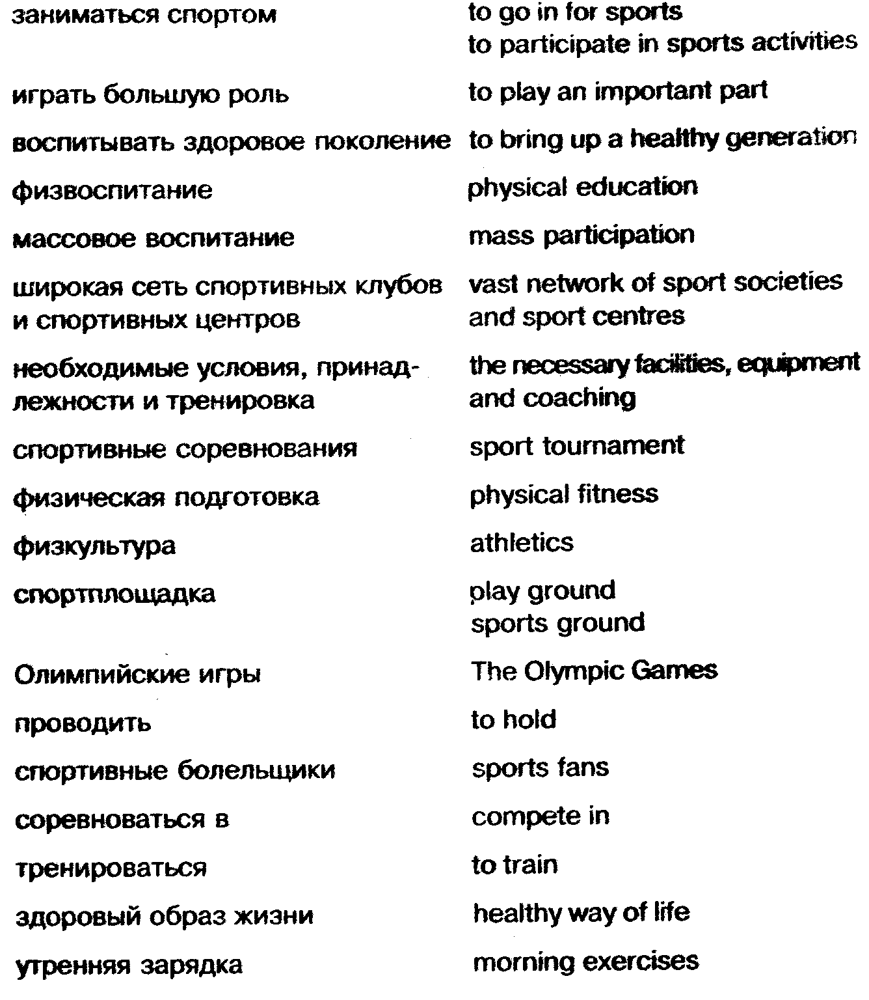 заниматься спортом to go in for sports
to participate in sports activities
играть большую роль to play an important part
воспитывать здоровое поколение to bring up a healthy generation
физвоспитание physical education
массовое воспитание mass participation
широкая сеть спортивных клубов vast network of sport societies
и спортивных центров and sport centres
необходимые условия, принад- the necessary facilities, equipment
лежности и тренировка and coaching
спортивные соревнования sport tournament
физическая подготовка physical fitness
физкультура athletics
спортплощадка play ground
sports ground
Олимпийские игры The Olympic Games
проводить to hold
спортивные болельщики sports fans
соревноваться в compete in
тренироваться to train
здоровый образ жизни healthy way of life
утренняя зарядка morning exercises